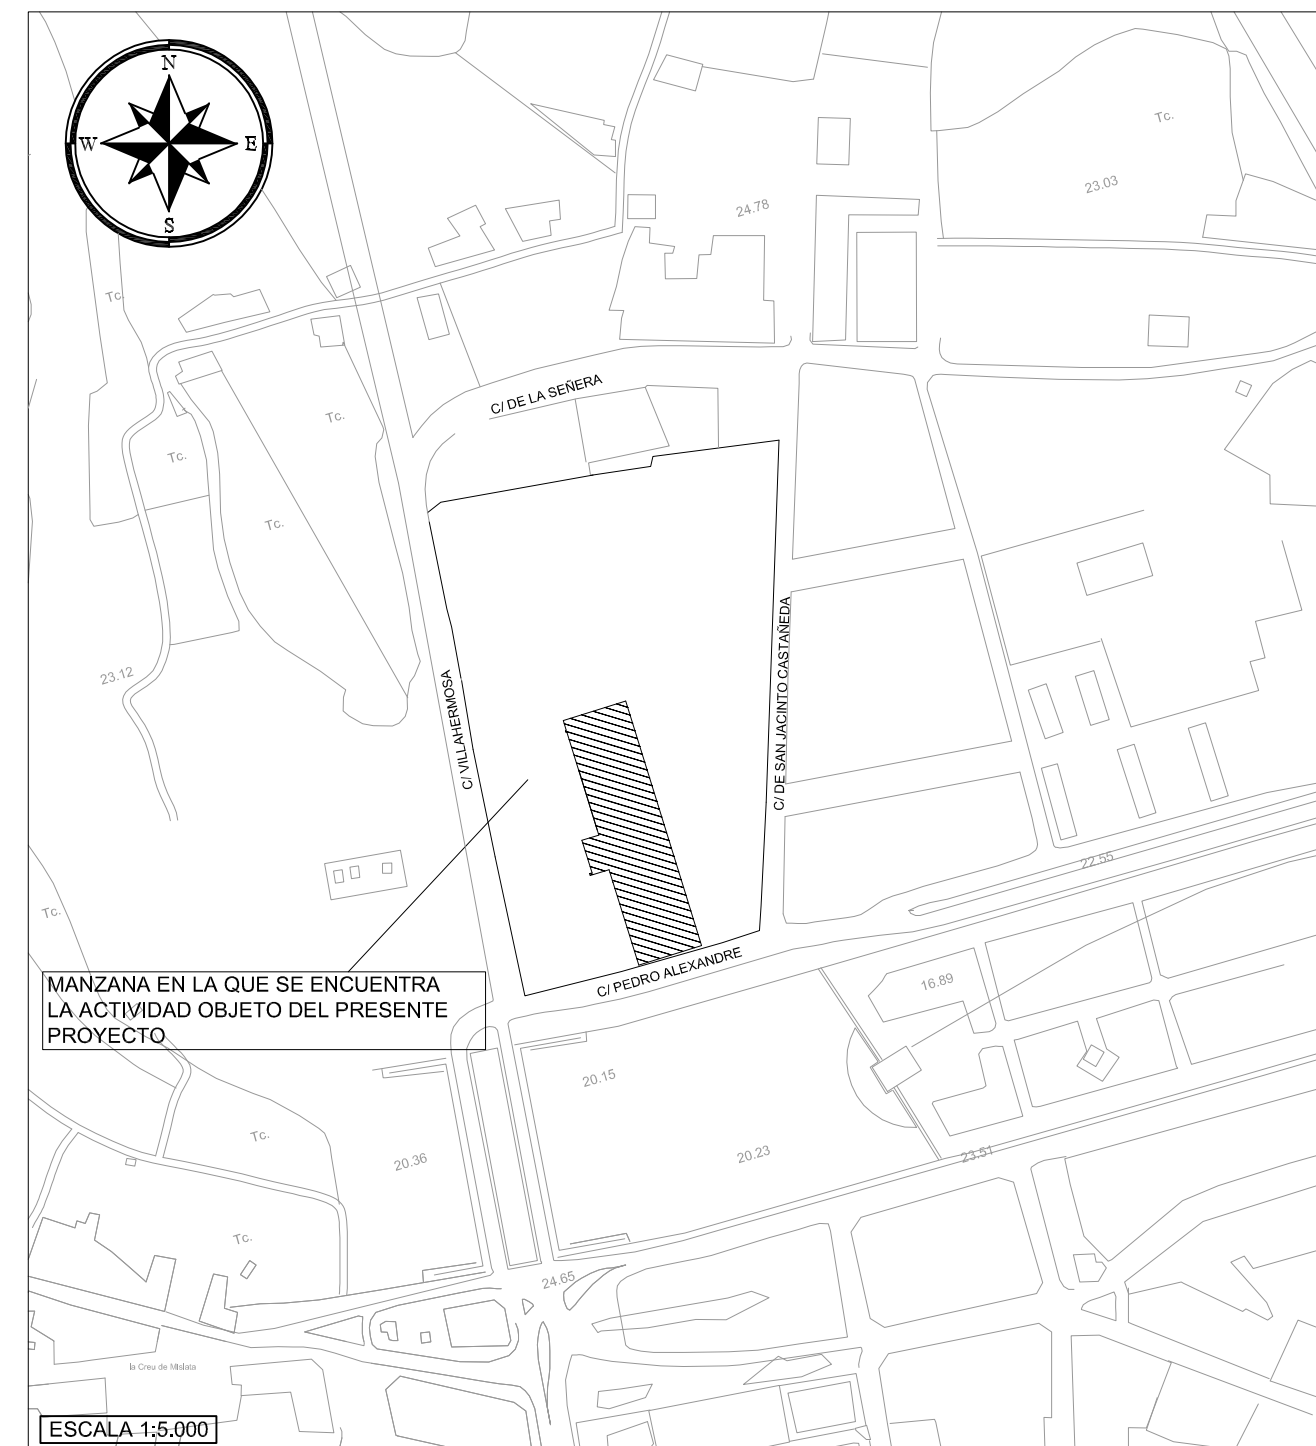 N
W
E
S
Tc.
23.03
24.78
Tc.
C/ DE LA SEÑERA
Tc.
Tc.
Tc.
C/ DE SAN JACINTO CASTAÑEDA
23.12
C/ VILLAHERMOSA
22.55
Tc.
C/ PEDRO ALEXANDRE
MANZANA EN LA QUE SE ENCUENTRA
LA ACTIVIDAD OBJETO DEL PRESENTE
PROYECTO
16.89
20.15
Tc.
20.36
20.23
23.51
Tc.
24.65
la Creu de Mislata
ESCALA 1:5.000